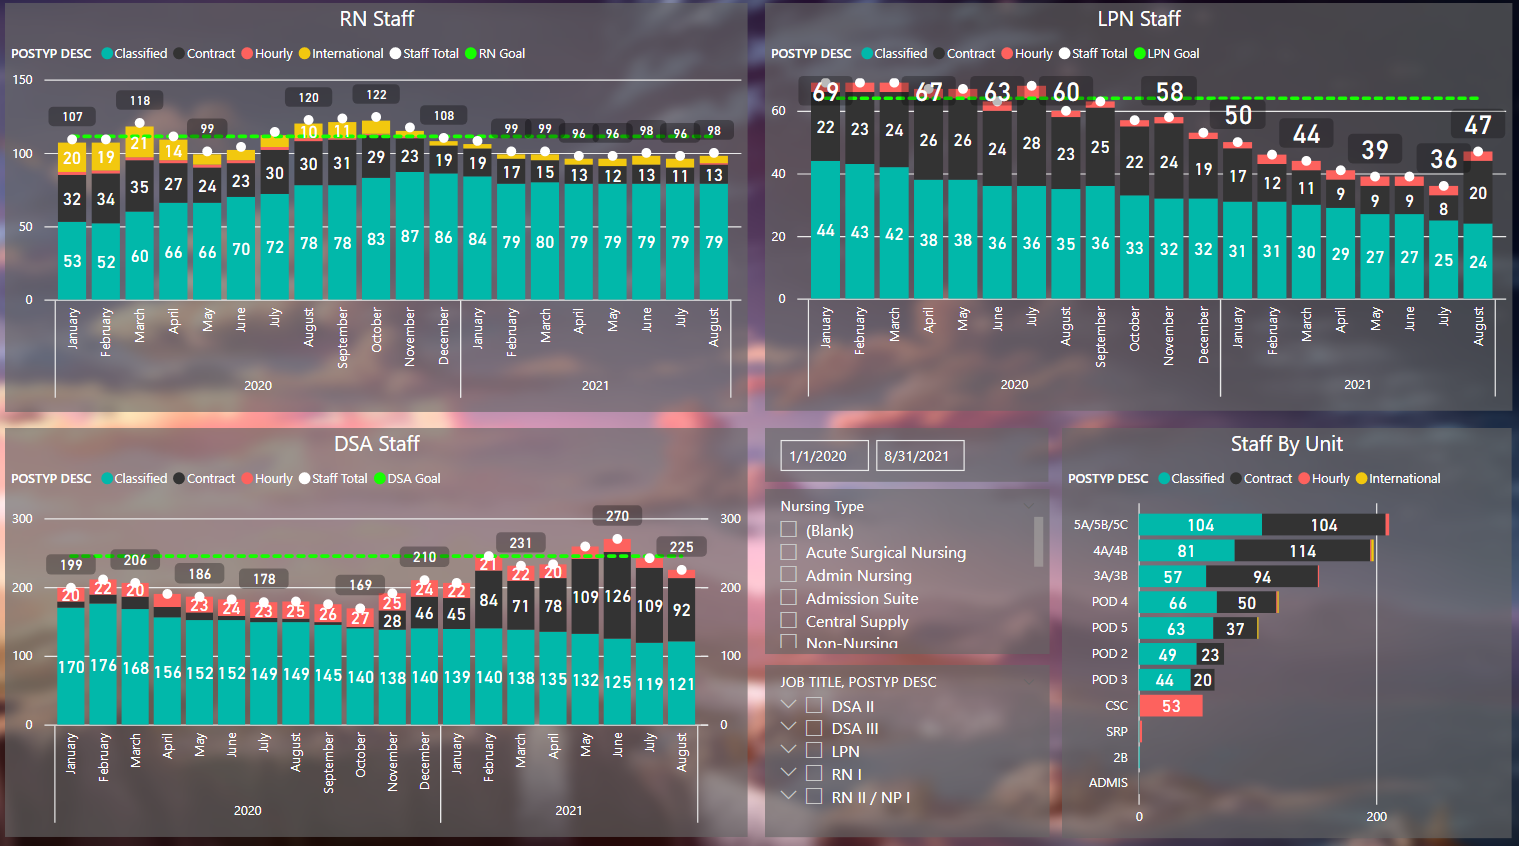 RN Staff
POSTYP DESC Classified Contract Hourly International Staff Total RN Goal
150
100
50
0
107 118 99 120 122 108 99 99 96 96 98 96 98
20 19 21 14 10 11
32 34 35 27 24 23 30 30 31 29 23 19 19 17 15 13 12 13 11 13
53 52 60 66 66 70 72 78 78 83 87 86 84 79 80 79 79 79 79 79
January February March April May June July August September October November December January February March April May June July August
2020 2021
LPN Staff
POSTYP DESC Classified Contract Hourly Staff Total LPN Goal
60
40
20
0
69 67 63 60 58 50 44 39 36 47
22 23 24 26 26 24 28 23 25 22 24 19 17 12 11 9 9 9 8 20
44 43 42 38 38 36 36 35 36 33 32 32 31 31 30 29 27 27 25 24
January February March April May June July August September October November December January February March April May June July August
2020 2021
DSA Staff
POSTYP DESC Classified Contract Hourly Staff Total DSA Goal
300 300
200 200
100 100
0 0
199 206 186 178 169 210 231 270 225
20 22 20 23 24 23 25 26 27 25 24 22 21 22 20
28 46 45 84 71 78 109 126 109 92
170 176 168 156 152 152 149 149 145 140 138 140 139 140 138 135 132 125 119 121
January February March April May June July August September October November December January February March April May June July August
2020 2021
1/1/2020 8/31/2021
Nursing Type
(Blank)
Acute Surgical Nursing
Admin Nursing
Admission Suite
Central Supply
Non-Nursing
JOB TITLE, POSTYP DESC
DSA II
DSA III
LPN
RN I
RN II / NP I
Staff By Unit
POSTYP DESC Classified Contract Hourly International
5A/5B/5C 104 104
4A/4B 81 114
3A/3B 57 94
POD 4 66 50
POD 5 63 37
POD 2 49 23
POD 3 44 20
CSC 53
SRP
2B
ADMIS
0 200